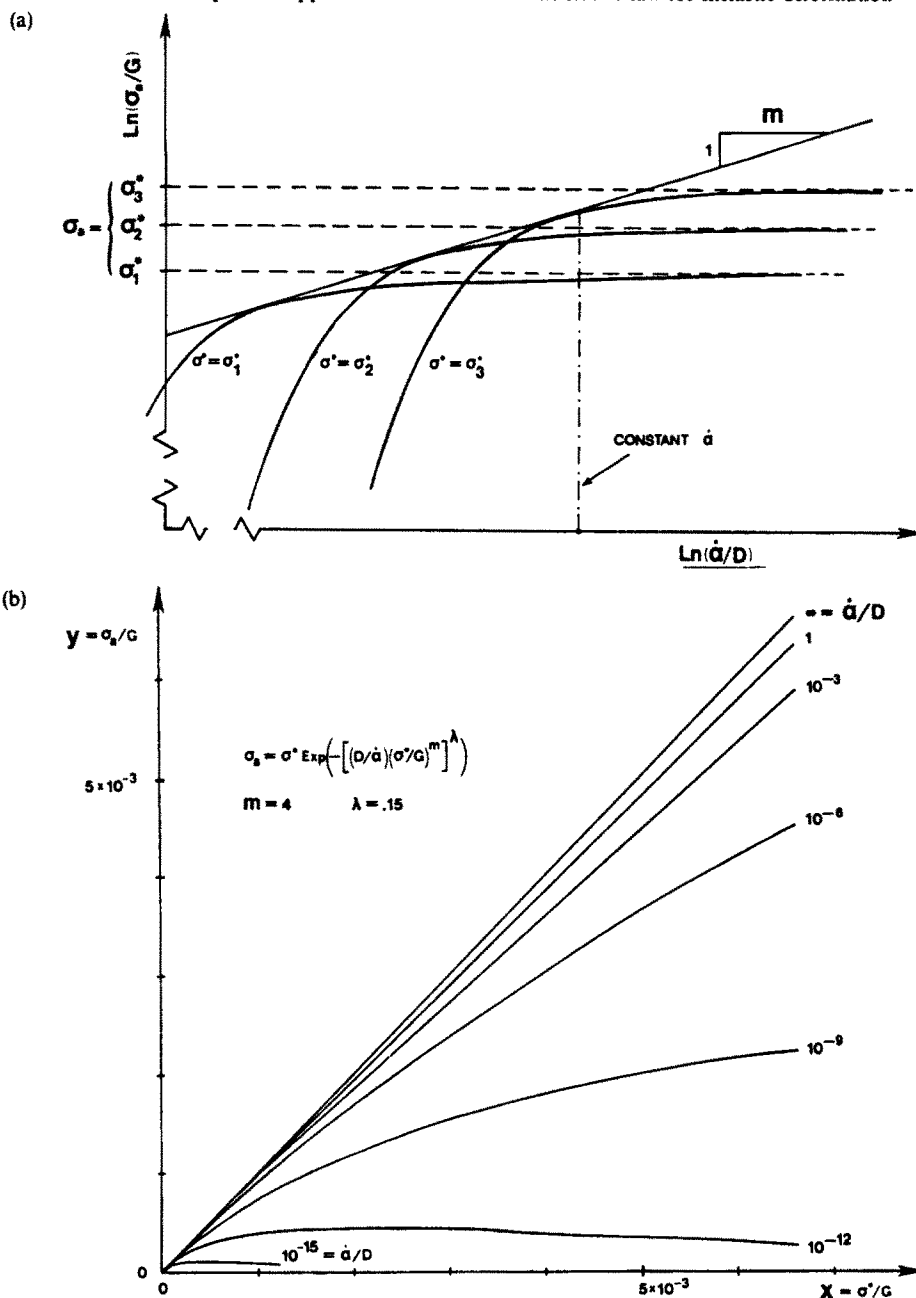 (a)
Ln(σₛ/G)
m
1
σₛ =
σ₃*
σ₂*
σ₁*
σ* = σ₁*
σ* = σ₂*
σ* = σ₃*
CONSTANT α̇
Ln(α̇/D)
(b)
y = σₛ/G
∞ = α̇/D
1
10⁻³
σₛ = σ* Exp(-[(D/α̇)(σ*/G)ᵐ]^λ)
5×10⁻³
m = 4 λ = .15
10⁻⁶
10⁻⁹
10⁻¹² 
10⁻¹⁵ = α̇/D
0
0
5×10⁻³
X = σ*/G